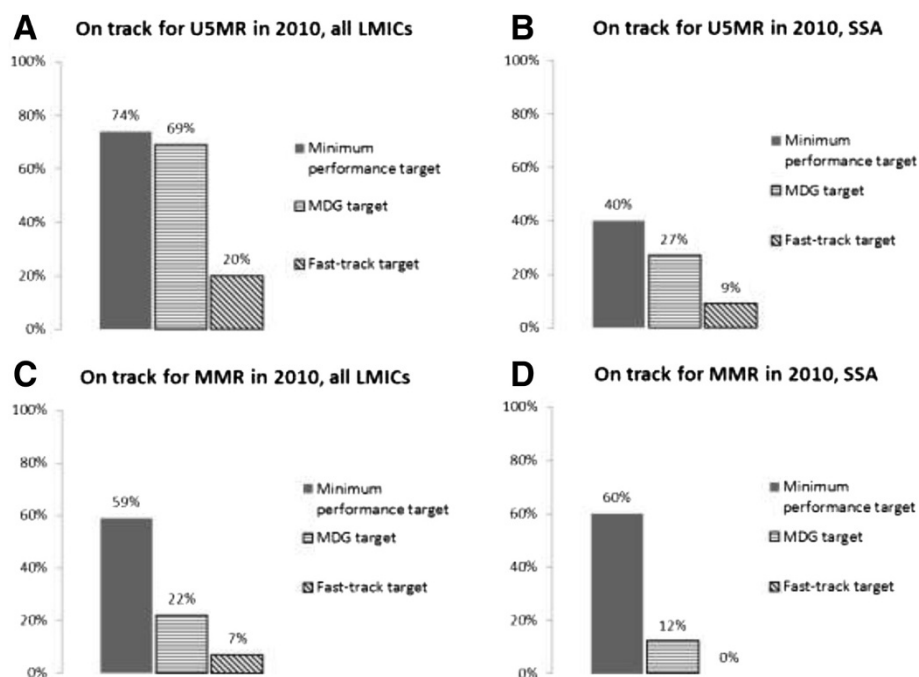 A
On track for U5MR in 2010, all LMICs
100%
80%
60%
40%
20%
0%
74%
69%
20%
Minimum
performance target
MDG target
Fast-track target
B
On track for U5MR in 2010, SSA
100%
80%
60%
40%
20%
0%
40%
27%
9%
Minimum
performance target
MDG target
Fast-track target
C
On track for MMR in 2010, all LMICs
100%
80%
60%
40%
20%
0%
59%
22%
7%
Minimum
performance target
MDG target
Fast-track target
D
On track for MMR in 2010, SSA
100%
80%
60%
40%
20%
0%
60%
12%
0%
Minimum
performance target
MDG target
Fast-track target